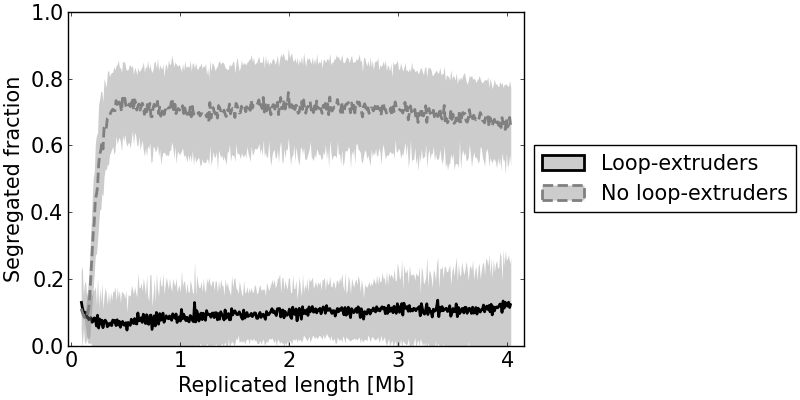 1.0
0.8
0.6
0.4
0.2
0.0
Segregated fraction
0 1 2 3 4
Replicated length [Mb]
Loop-extruders
No loop-extruders